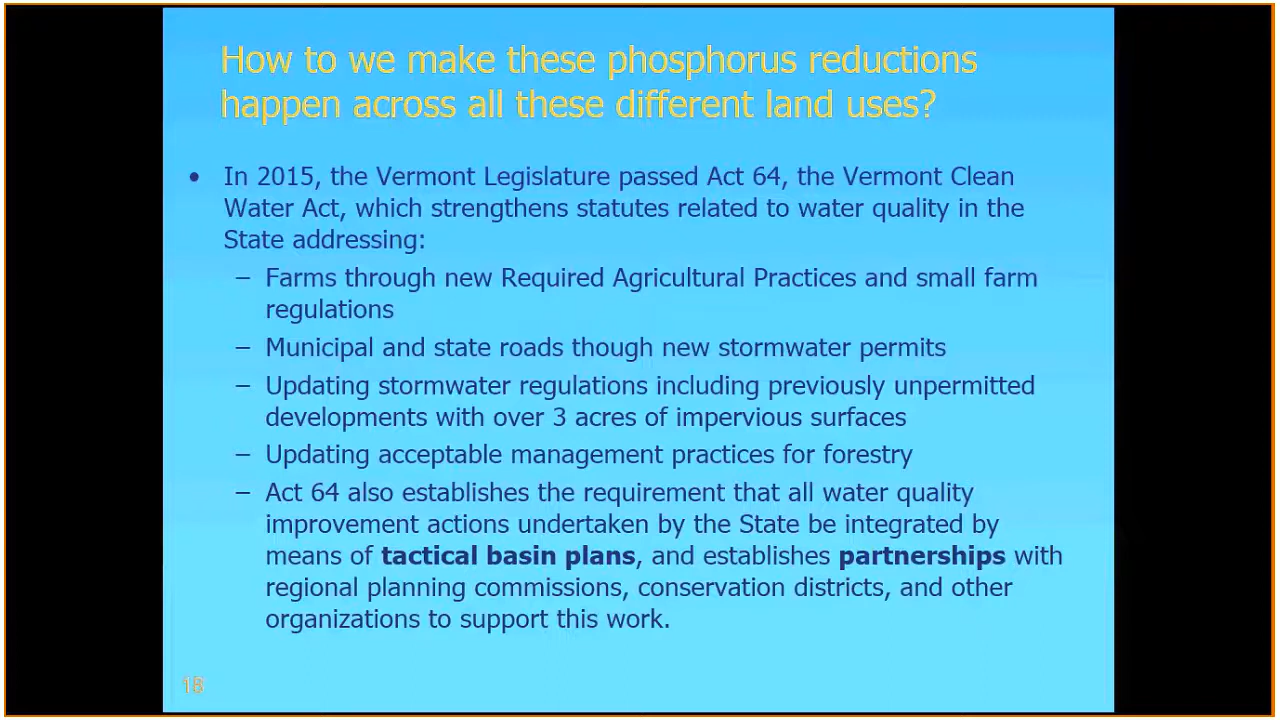 How to we make these phosphorus reductions
happen across all these different land uses?
• In 2015, the Vermont Legislature passed Act 64, the Vermont Clean
Water Act, which strengthens statutes related to water quality in the
State addressing:
– Farms through new Required Agricultural Practices and small farm
regulations
– Municipal and state roads though new stormwater permits
– Updating stormwater regulations including previously unpermitted
developments with over 3 acres of impervious surfaces
– Updating acceptable management practices for forestry
– Act 64 also establishes the requirement that all water quality
improvement actions undertaken by the State be integrated by
means of tactical basin plans, and establishes partnerships with
regional planning commissions, conservation districts, and other
organizations to support this work.
18